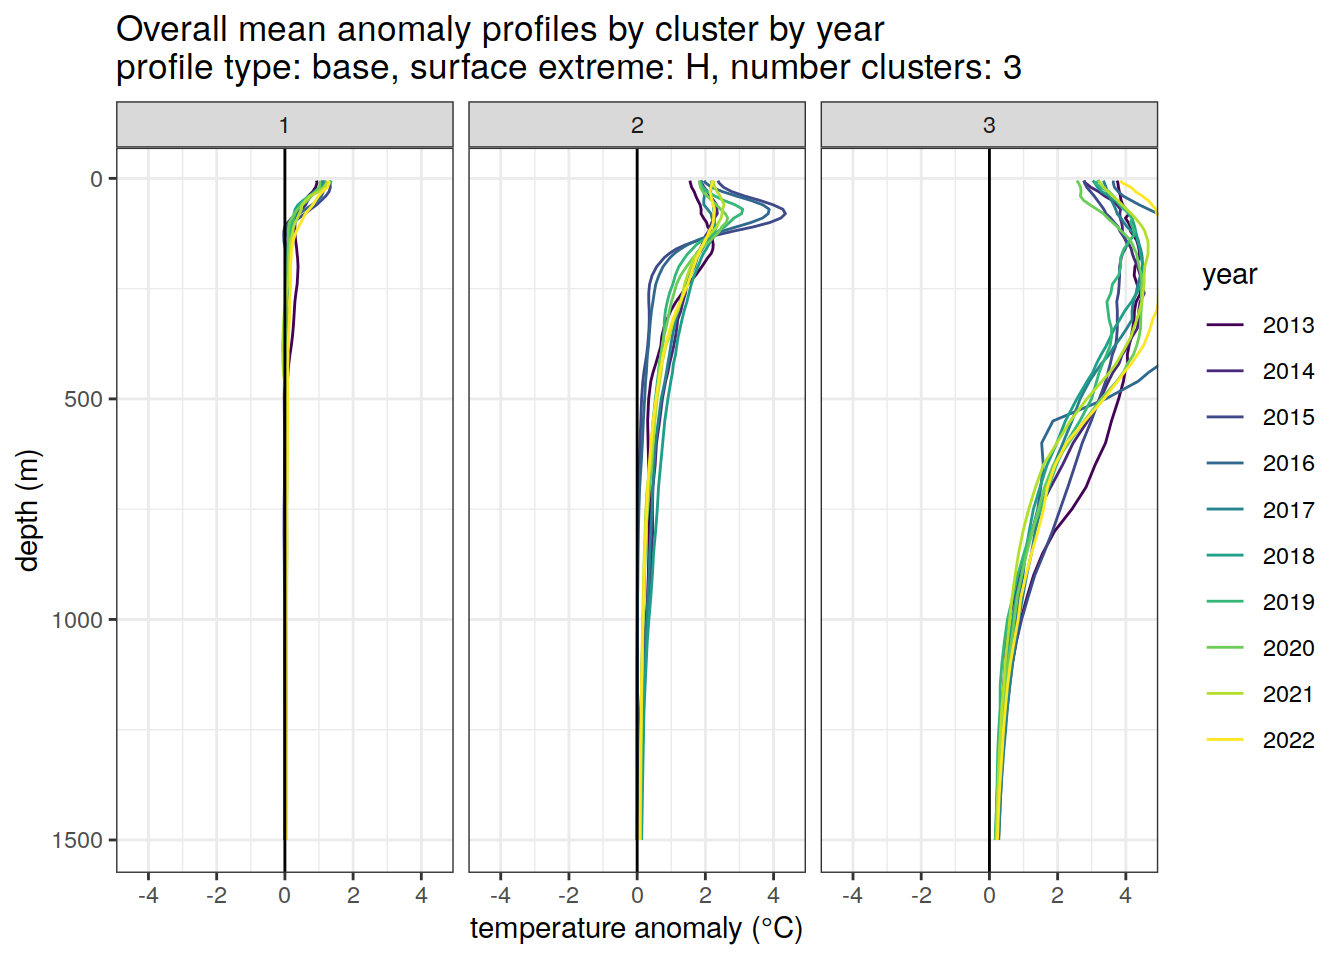 Overall mean anomaly profiles by cluster by year
profile type: base, surface extreme: H, number clusters: 3
1
2
3
0
500
1000
1500
depth (m)
-4 -2 0 2 4
-4 -2 0 2 4
-4 -2 0 2 4
temperature anomaly (°C)
year
2013
2014
2015
2016
2017
2018
2019
2020
2021
2022